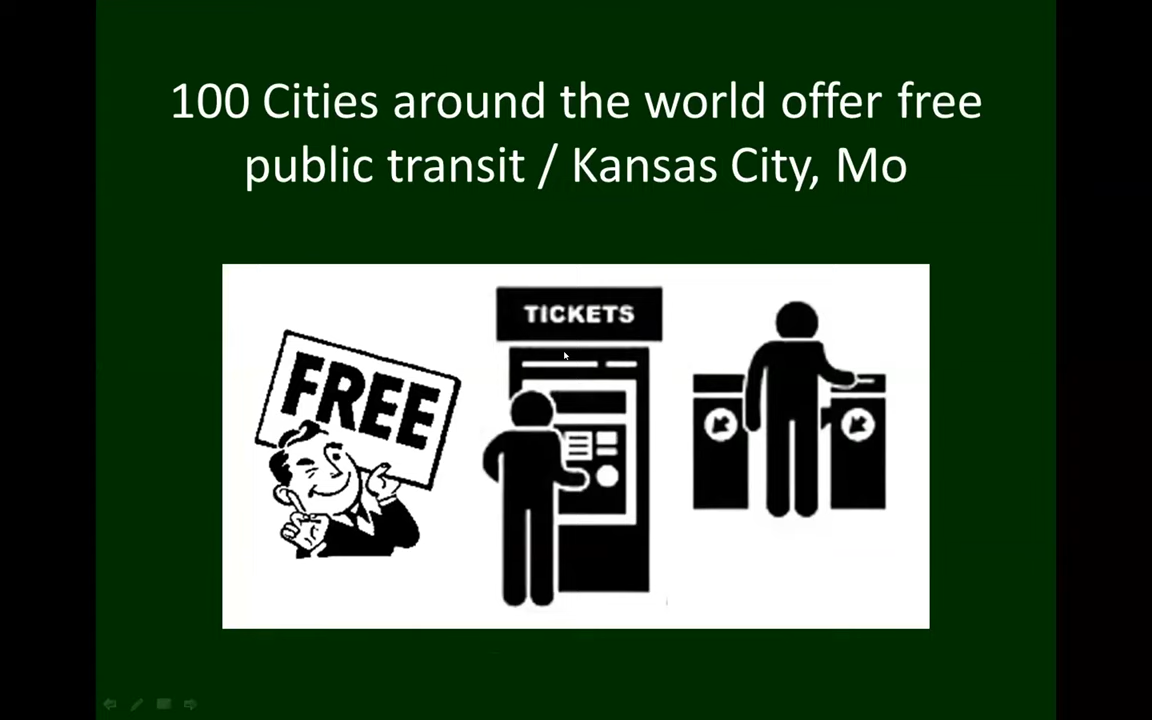 100 Cities around the world offer free
public transit / Kansas City, Mo
FREE
TICKETS